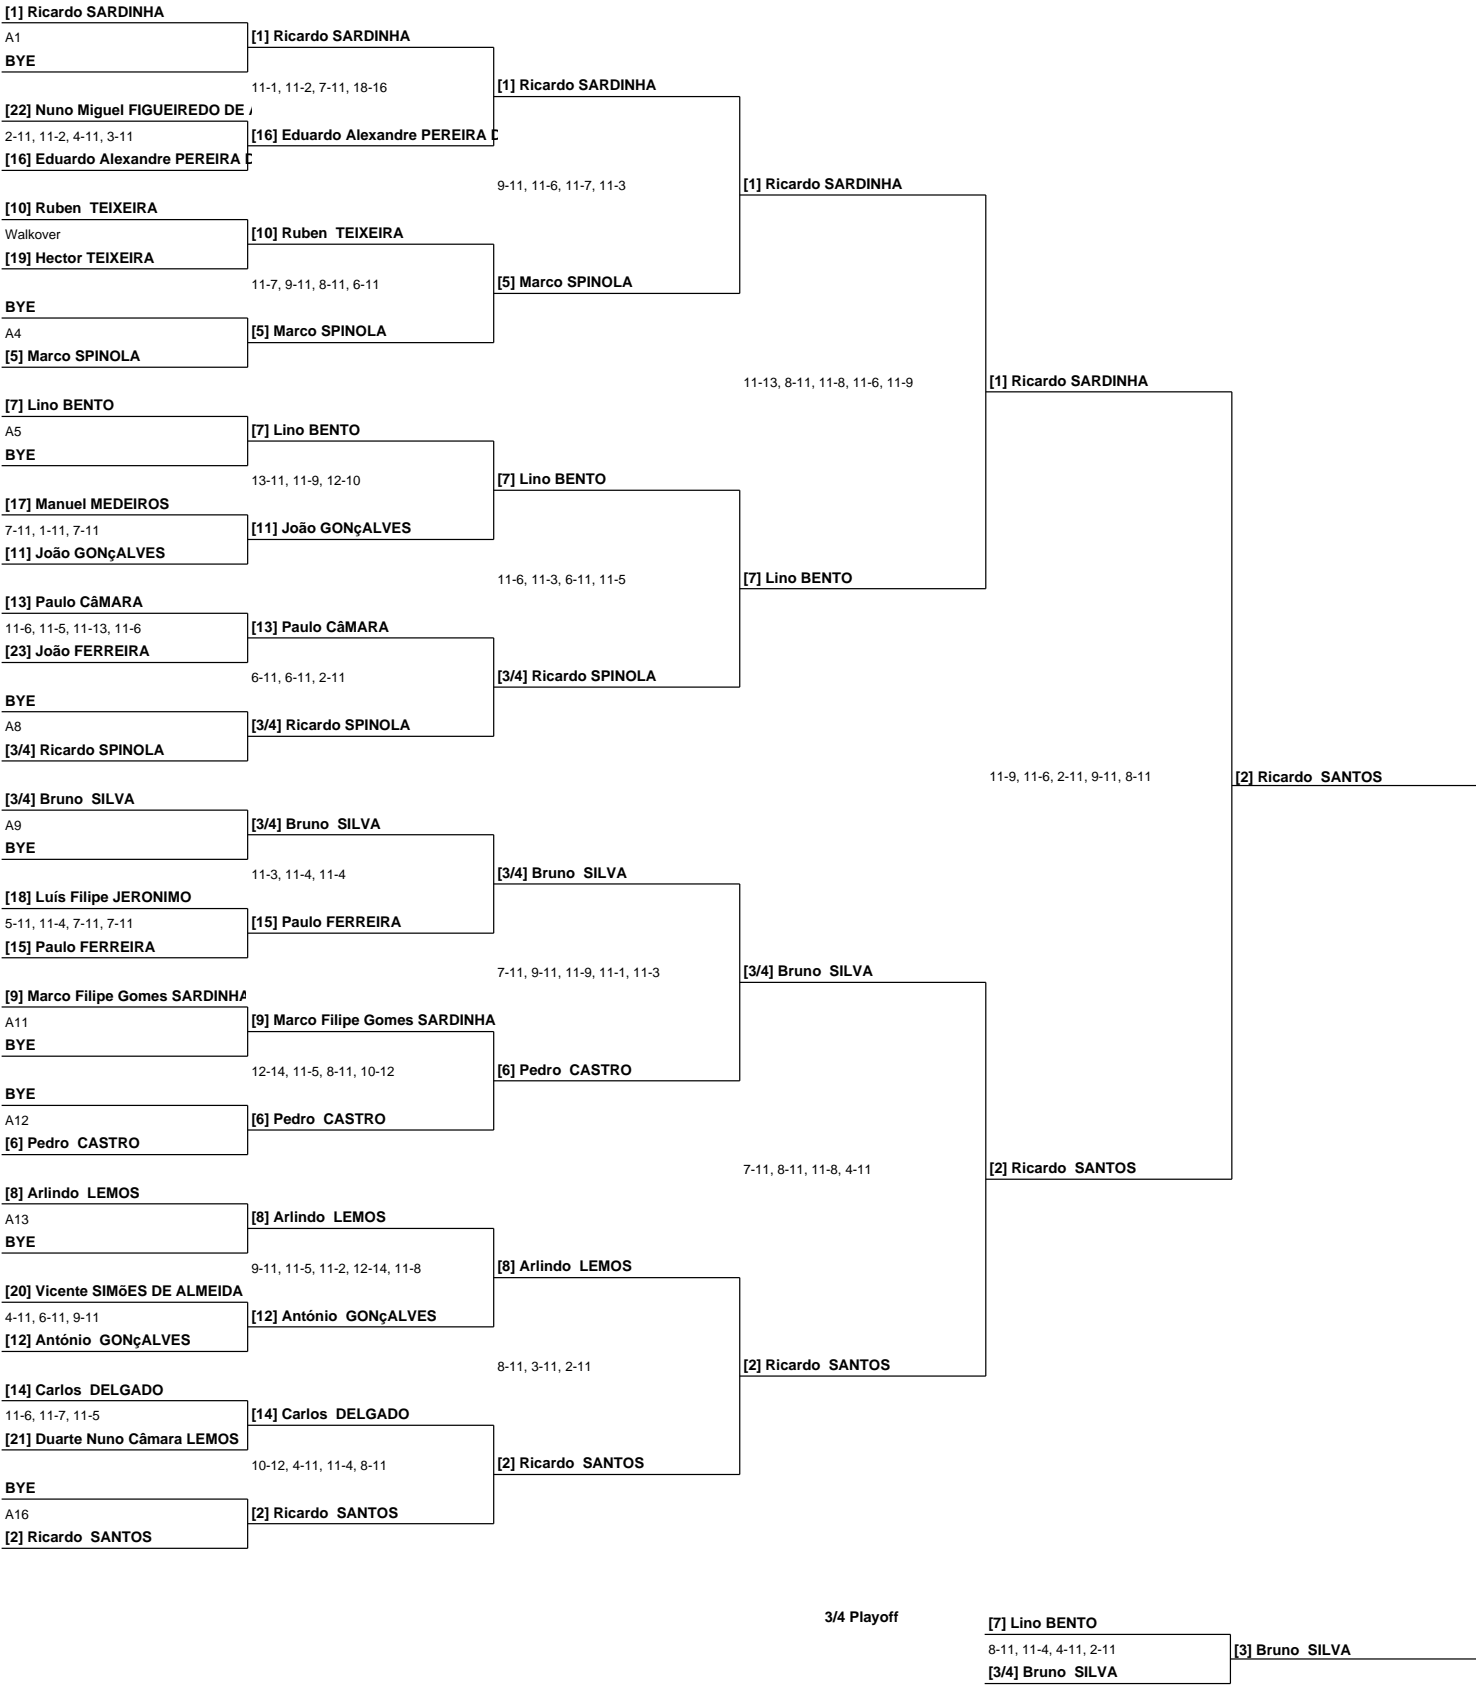 [1] Ricardo SARDINHA
A1
[1] Ricardo SARDINHA
BYE
11-1, 11-2, 7-11, 18-16
[1] Ricardo SARDINHA
[22] Nuno Miguel FIGUEIREDO DE
2-11, 11-2, 4-11, 3-11
[16] Eduardo Alexandre PEREIRA
[16] Eduardo Alexandre PEREIRA
9-11, 11-6, 11-7, 11-3
[1] Ricardo SARDINHA
[10] Ruben TEIXEIRA
Walkover
[10] Ruben TEIXEIRA
[19] Hector TEIXEIRA
11-7, 9-11, 8-11, 6-11
[5] Marco SPINOLA
BYE
A4
[5] Marco SPINOLA
[5] Marco SPINOLA
11-13, 8-11, 11-8, 11-6, 11-9
[1] Ricardo SARDINHA
[7] Lino BENTO
A5
[7] Lino BENTO
BYE
13-11, 11-9, 12-10
[7] Lino BENTO
[17] Manuel MEDEIROS
7-11, 1-11, 7-11
[11] João GONçALVES
[11] João GONçALVES
11-6, 11-3, 6-11, 11-5
[7] Lino BENTO
[13] Paulo CâMARA
11-6, 11-5, 11-13, 11-6
[13] Paulo CâMARA
[23] João FERREIRA
6-11, 6-11, 2-11
[3/4] Ricardo SPINOLA
BYE
A8
[3/4] Ricardo SPINOLA
[3/4] Ricardo SPINOLA
11-9, 11-6, 2-11, 9-11, 8-11
[2] Ricardo SANTOS
[3/4] Bruno SILVA
A9
[3/4] Bruno SILVA
BYE
11-3, 11-4, 11-4
[3/4] Bruno SILVA
[18] Luís Filipe JERONIMO
5-11, 11-4, 7-11, 7-11
[15] Paulo FERREIRA
[15] Paulo FERREIRA
7-11, 9-11, 11-9, 11-1, 11-3
[3/4] Bruno SILVA
[9] Marco Filipe Gomes SARDINHA
A11
[9] Marco Filipe Gomes SARDINHA
BYE
12-14, 11-5, 8-11, 10-12
[6] Pedro CASTRO
BYE
A12
[6] Pedro CASTRO
[6] Pedro CASTRO
7-11, 8-11, 11-8, 4-11
[2] Ricardo SANTOS
[8] Arlindo LEMOS
A13
[8] Arlindo LEMOS
BYE
9-11, 11-5, 11-2, 12-14, 11-8
[8] Arlindo LEMOS
[20] Vicente SIMõES DE ALMEIDA
4-11, 6-11, 9-11
[12] António GONçALVES
[12] António GONçALVES
8-11, 3-11, 2-11
[2] Ricardo SANTOS
[14] Carlos DELGADO
11-6, 11-7, 11-5
[14] Carlos DELGADO
[21] Duarte Nuno Câmara LEMOS
10-12, 4-11, 11-4, 8-11
[2] Ricardo SANTOS
BYE
A16
[2] Ricardo SANTOS
[2] Ricardo SANTOS
3/4 Playoff
[7] Lino BENTO
8-11, 11-4, 4-11, 2-11
[3] Bruno SILVA
[3/4] Bruno SILVA